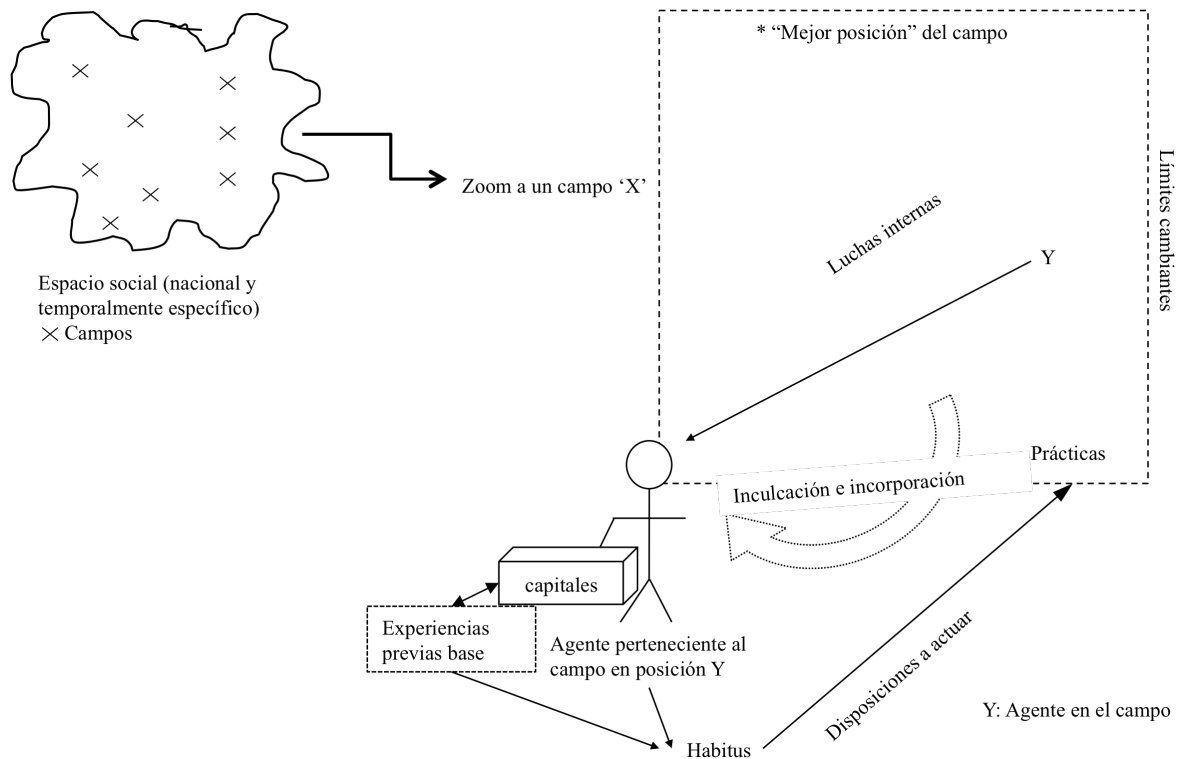 * “Mejor posición” del campo
Límites cambiantes
Zoom a un campo ‘X’
Luchas internas
Y
Espacio social (nacional y
temporalmente específico)
Campos
Prácticas
Inculcación e incorporación
capitales
Experiencias
previas base
Agente perteneciente al
campo en posición Y
Disposiciones a actuar
Y: Agente en el campo
Habitus